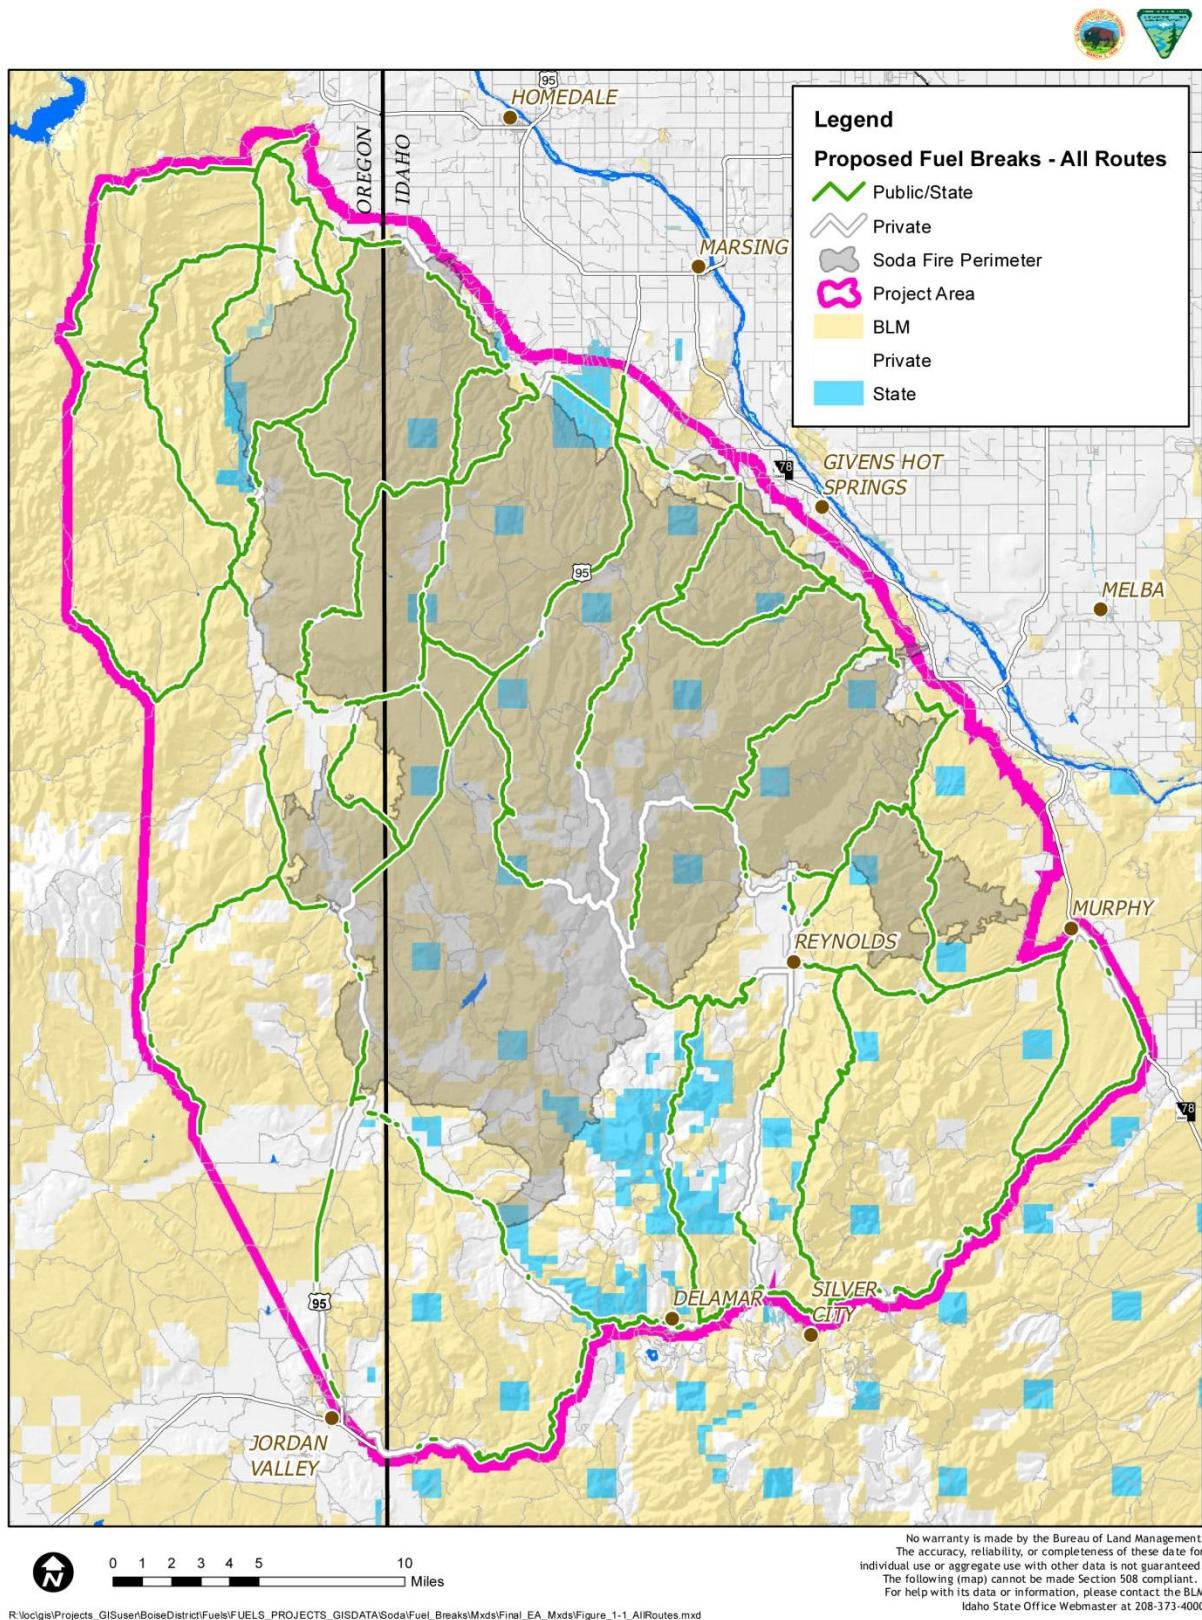 95
HOMEDALE
OREGON
IDAHO
Legend
Proposed Fuel Breaks - All Routes
Public/State
Private
Soda Fire Perimeter
Project Area
BLM
Private
State
MARSING
78
GIVENS HOT
SPRINGS
95
MELBA
MURPHY
REYNOLDS
78
95
DELAMAR
SILVER
CITY
JORDAN
VALLEY
N
0 1 2 3 4 5 10
Miles
No warranty is made by the Bureau of Land Management
The accuracy, reliability, or completeness of these date for
individual use or aggregate use with other data is not guaranteed
The following (map) cannot be made Section 508 compliant.
For help with its data or information, please contact the BLM
Idaho State Office Webmaster at 208-373-400
R:\loc\gis\Projects_GISuser\BoiseDistrict\Fuels\FUELS_PROJECTS_GISDATA\Soda\Fuel_Breaks\Mxds\Final_EA_Mxds\Figure_1-1_AllRoutes.mxd